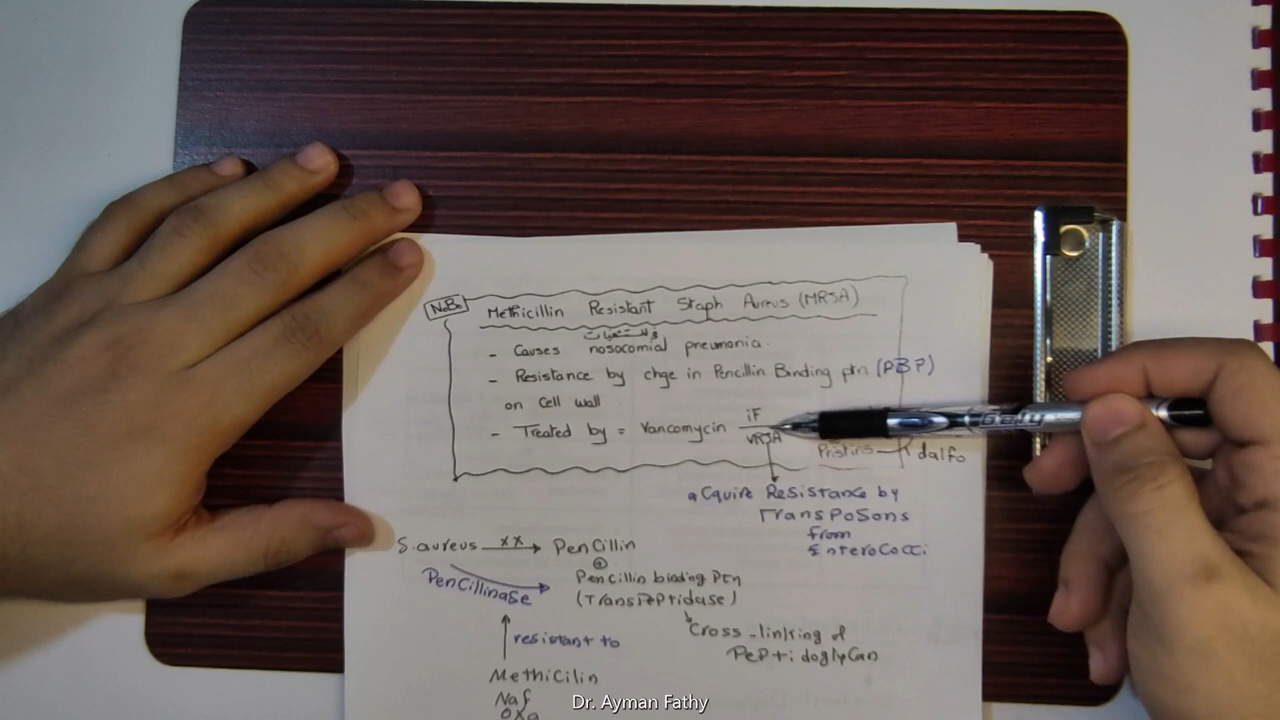 N.B.
Methicillin Resistant Staph Aureus (MRSA)
- Causes nosocomial pneumonia.
- Resistance by chge in Pencillin Binding ptn (PBP)
on Cell wall
- Treated by = Vancomycin iF
VRSA
Pristins dalfo
aCquire Resistance by
TransPoSons
From
EnteroCocci
S. aureus xx PenCillin
PenCillinaSe
Pencillin binding Ptn
(TransPePtidase)
Cross-linking of
PePtidoglyCan
resistant to
MethiCilin
Naf
oxa
Dr. Ayman Fathy
Gely